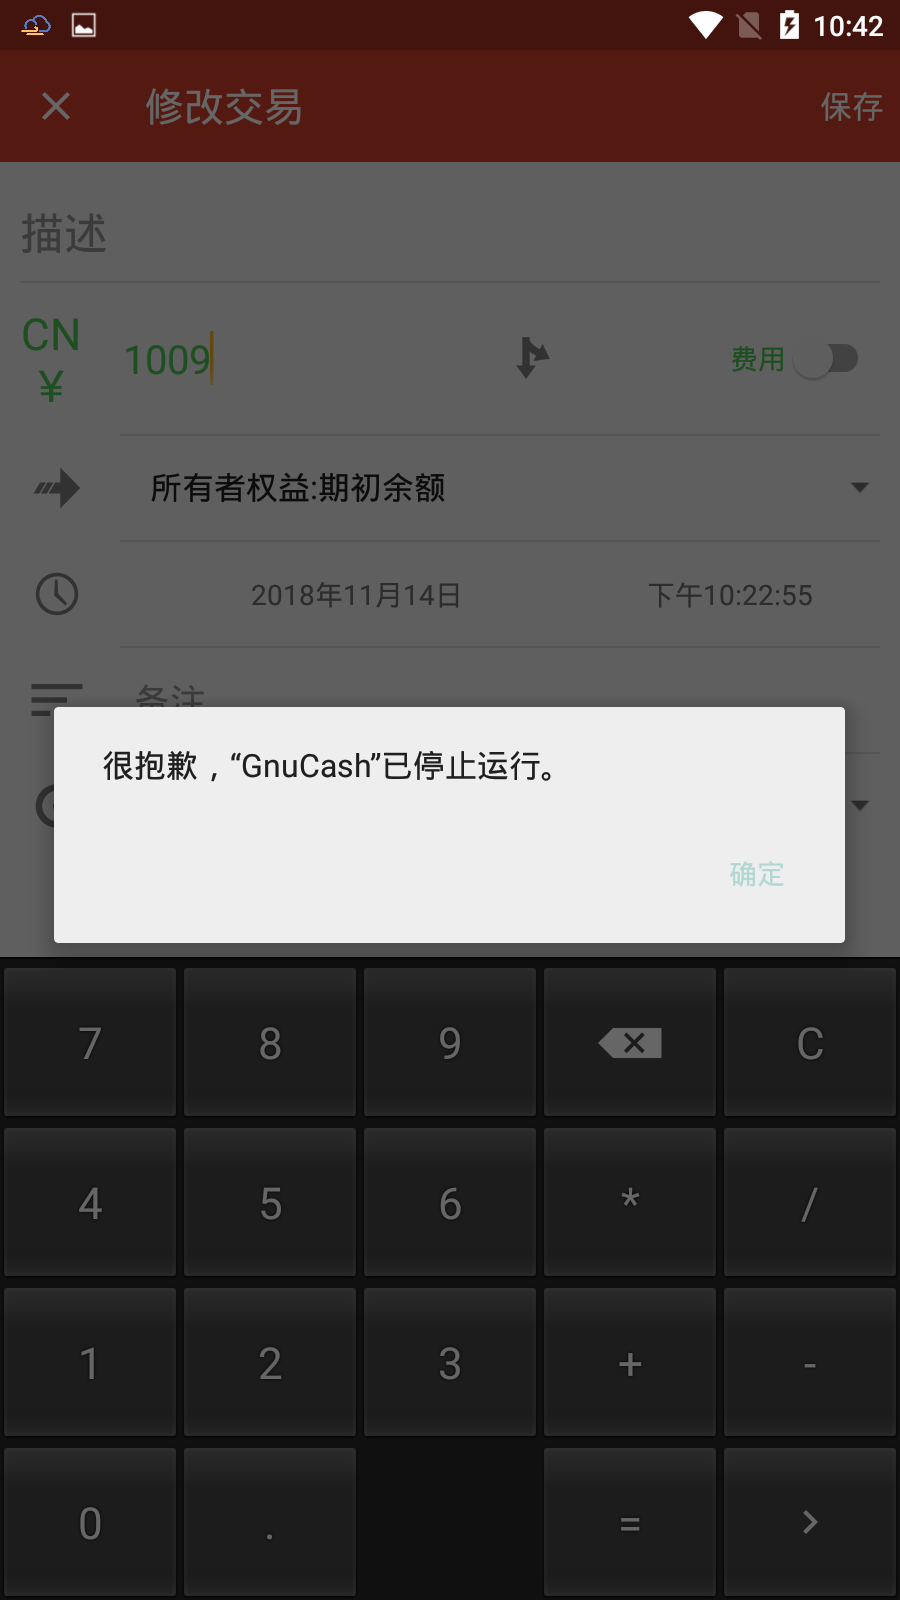 10:42
修改交易
保存
描述
CN
¥
1009
费用
所有者权益:期初余额
2018年11月14日
下午10:22:55
备注
很抱歉，“GnuCash”已停止运行。
确定
7 8 9 C
4 5 6 * /
1 2 3 + -
0 . = >